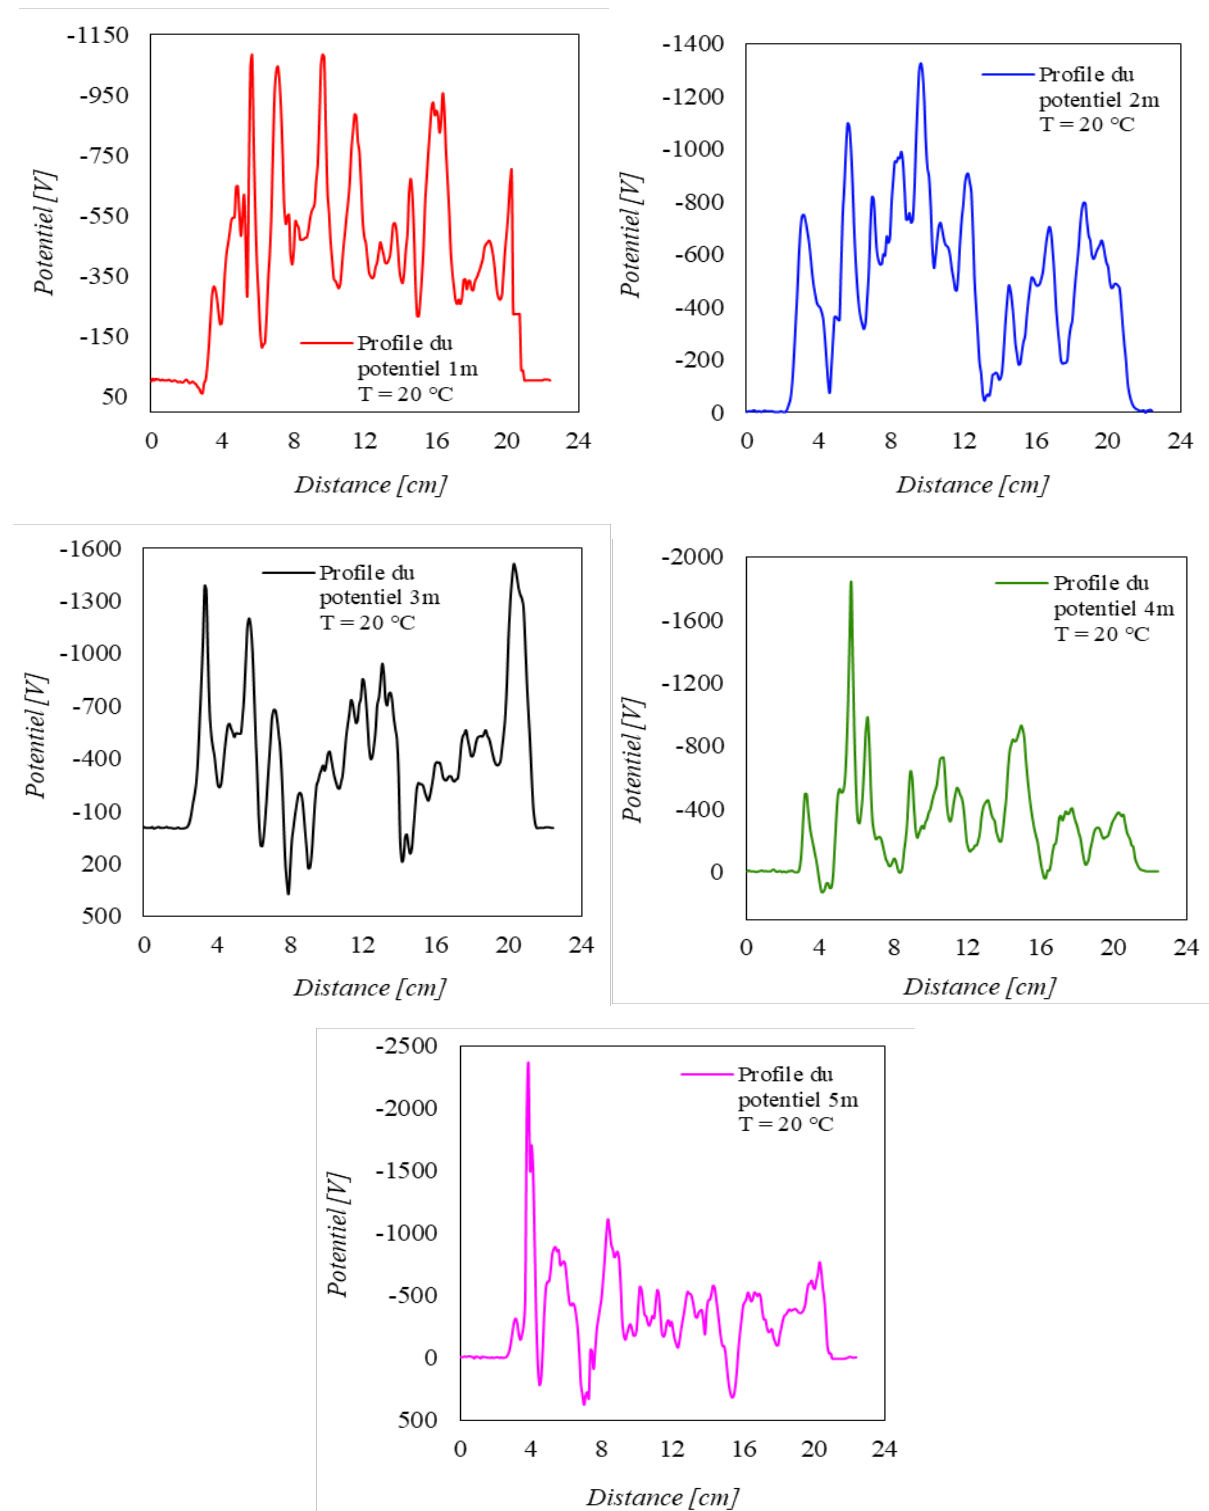 -1150
-950
-750
-550
-350
-150
50
Potentiel [V]
Profile du
potentiel 1m
T = 20 °C
0 4 8 12 16 20 24
Distance [cm]
-1400
-1200
-1000
-800
-600
-400
-200
0
Potentiel [V]
Profile du
potentiel 2m
T = 20 °C
0 4 8 12 16 20 24
Distance [cm]
-1600
-1300
-1000
-700
-400
-100
200
500
Potentiel [V]
Profile du
potentiel 3m
T = 20 °C
0 4 8 12 16 20 24
Distance [cm]
-2000
-1600
-1200
-800
-400
0
Potentiel [V]
Profile du
potentiel 4m
T = 20 °C
0 4 8 12 16 20 24
Distance [cm]
-2500
-2000
-1500
-1000
-500
0
500
Potentiel [V]
Profile du
potentiel 5m
T = 20 °C
0 4 8 12 16 20 24
Distance [cm]